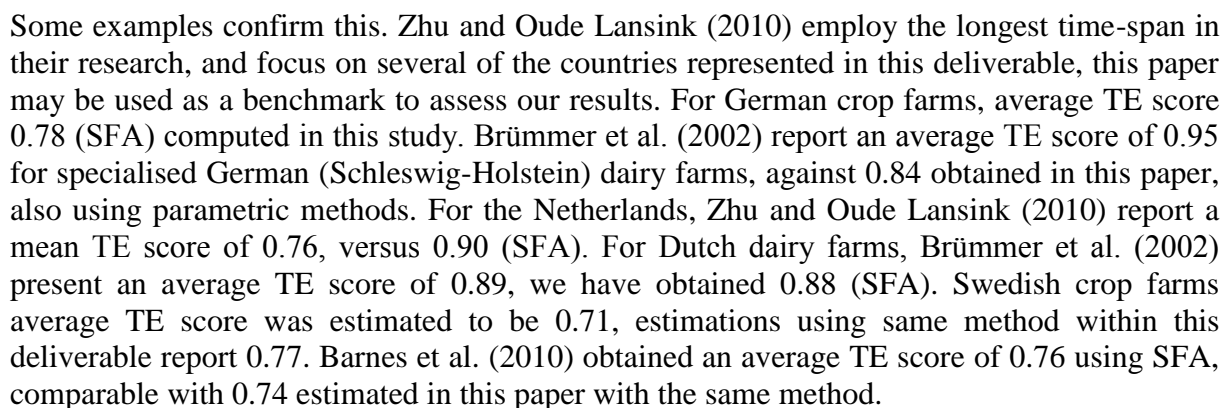 Some examples confirm this. Zhu and Oude Lansink (2010) employ the longest time-span in
their research, and focus on several of the countries represented in this deliverable, this paper
may be used as a benchmark to assess our results. For German crop farms, average TE score
0.78 (SFA) computed in this study. Brümmer et al. (2002) report an average TE score of 0.95
for specialised German (Schleswig-Holstein) dairy farms, against 0.84 obtained in this paper,
also using parametric methods. For the Netherlands, Zhu and Oude Lansink (2010) report a
mean TE score of 0.76, versus 0.90 (SFA). For Dutch dairy farms, Brümmer et al. (2002)
present an average TE score of 0.89, we have obtained 0.88 (SFA). Swedish crop farms
average TE score was estimated to be 0.71, estimations using same method within this
deliverable report 0.77. Barnes et al. (2010) obtained an average TE score of 0.76 using SFA,
comparable with 0.74 estimated in this paper with the same method.